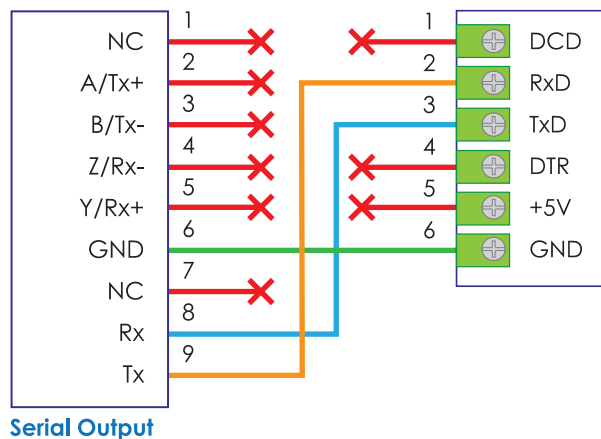 1
NC
2
A/Tx+
3
B/Tx-
4
Z/Rx-
5
Y/Rx+
6
GND
7
NC
8
Rx
9
Tx
Serial Output
1
DCD
2
RxD
3
TxD
4
DTR
5
+5V
6
GND